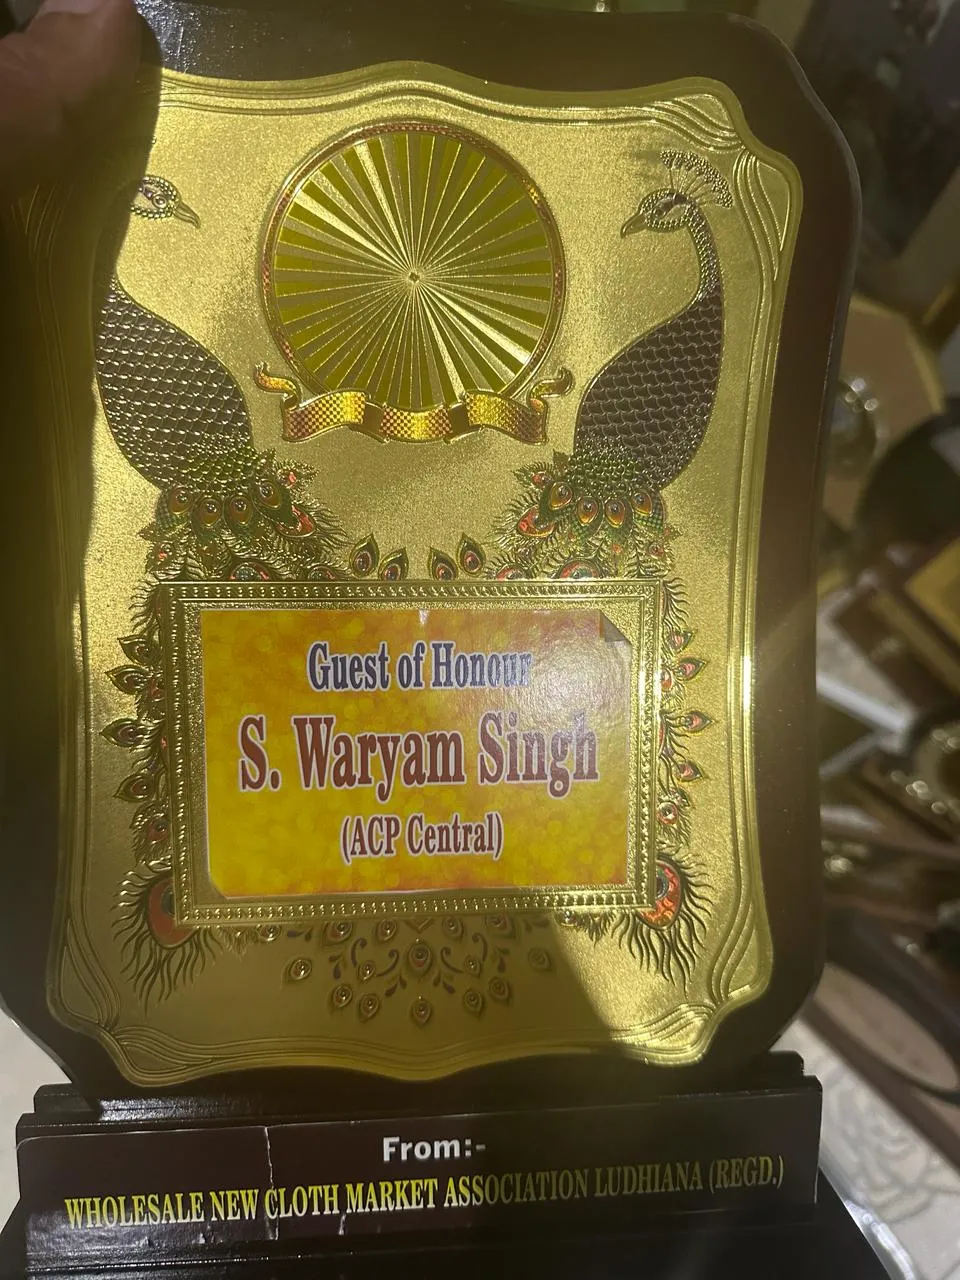 Guest of Honour
S. Waryam Singh
(ACP Central)
From:-
WHOLESALE NEW CLOTH MARKET ASSOCIATION LUDHIANA (REGD.)